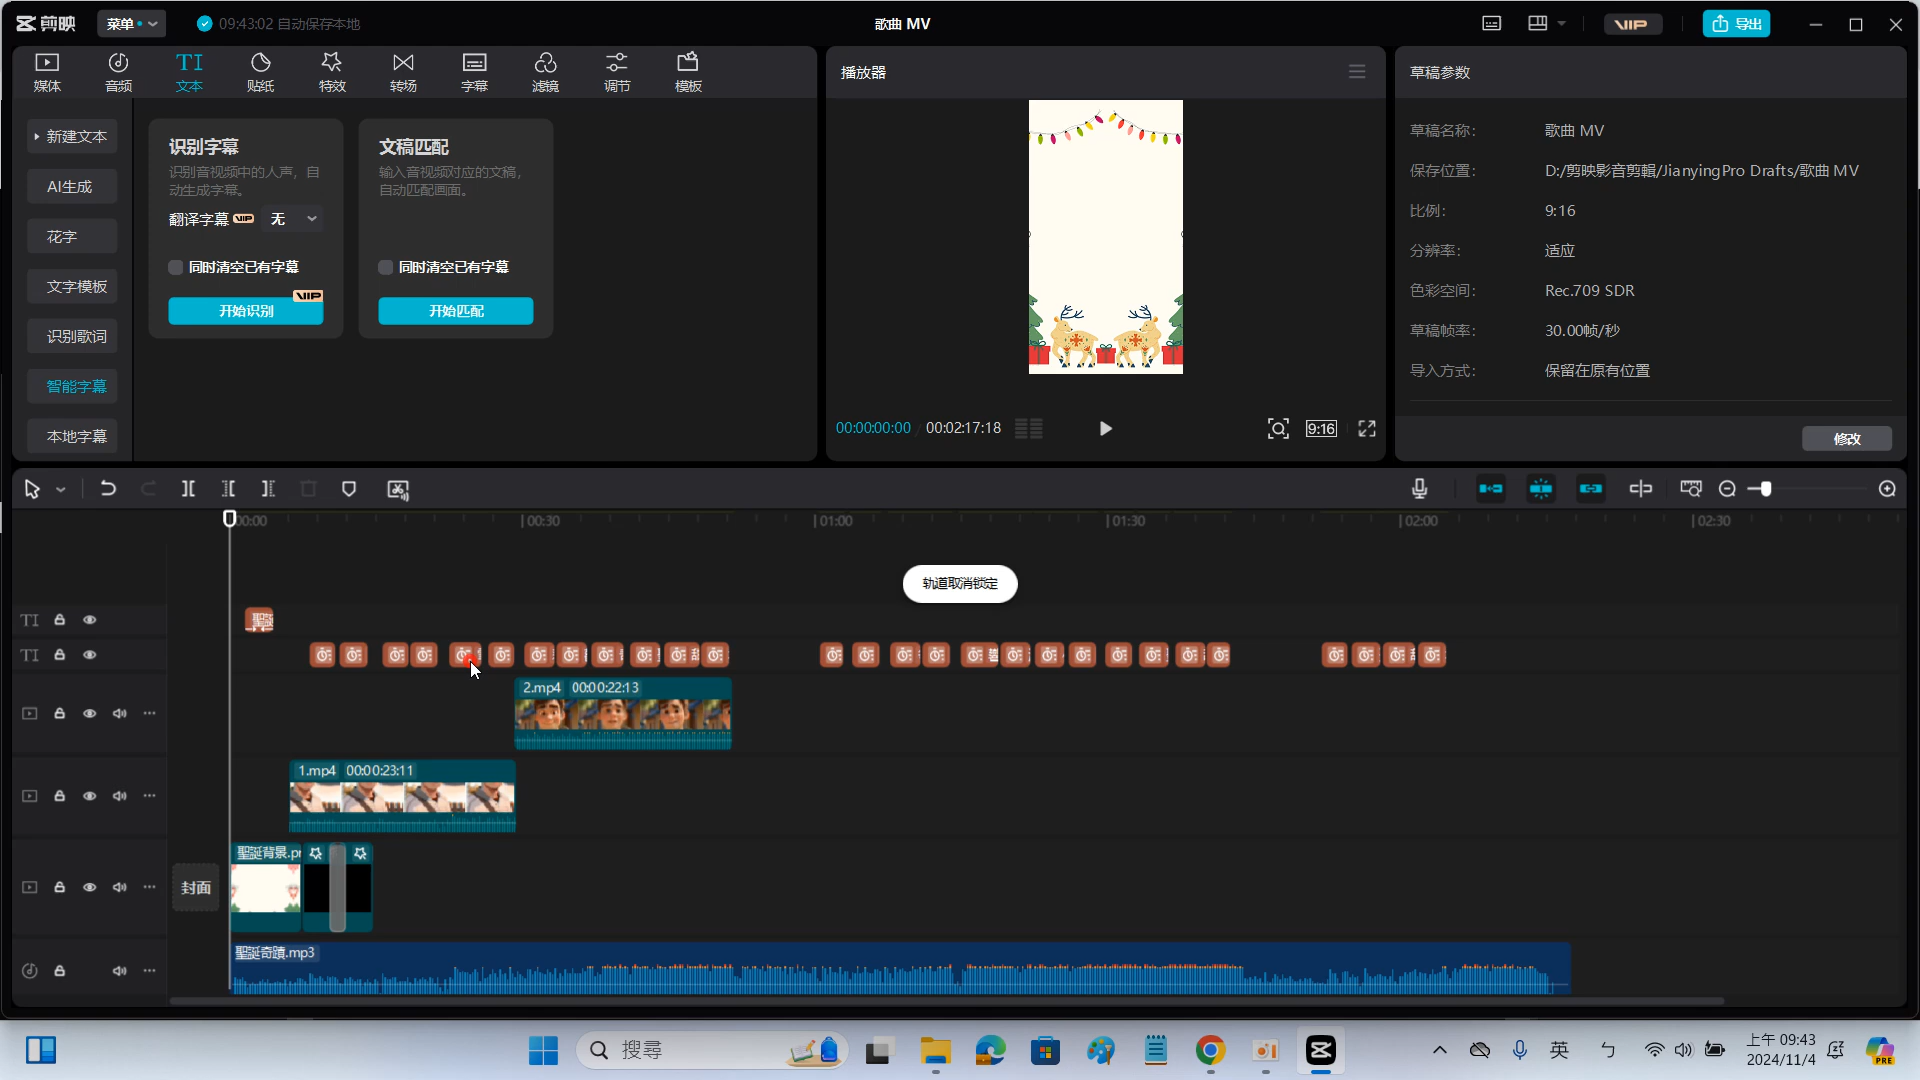 剪映
菜单
09:43:02 自动保存本地
歌曲 MV
VIP
导出
媒体
音频
TI
文本
贴纸
特效
转场
字幕
滤镜
调节
模板
新建文本
AI生成
花字
文字模板
识别歌词
智能字幕
本地字幕
识别字幕
识别音视频中的人声，自
动生成字幕。
翻译字幕 VIP 无
同时清空已有字幕
VIP
开始识别
文稿匹配
输入音视频对应的文稿，
自动匹配画面。
同时清空已有字幕
开始匹配
播放器
00:00:00:00 / 00:02:17:18
9:16
草稿参数
草稿名称: 歌曲 MV
保存位置: D:/剪映影音剪輯/JianyingPro Drafts/歌曲 MV
比例: 9:16
分辨率: 适应
色彩空间: Rec.709 SDR
草稿帧率: 30.00帧/秒
导入方式: 保留在原有位置
修改
00:00
00:30
01:00
01:30
02:00
02:30
轨道取消锁定
TI
聖誕
TI
2.mp4 00:00:22:13
1.mp4 00:00:23:11
封面
聖誕背景.pr
聖誕奇蹟.mp3
搜尋
英
ㄅ
上午 09:43
2024/11/4
PRE